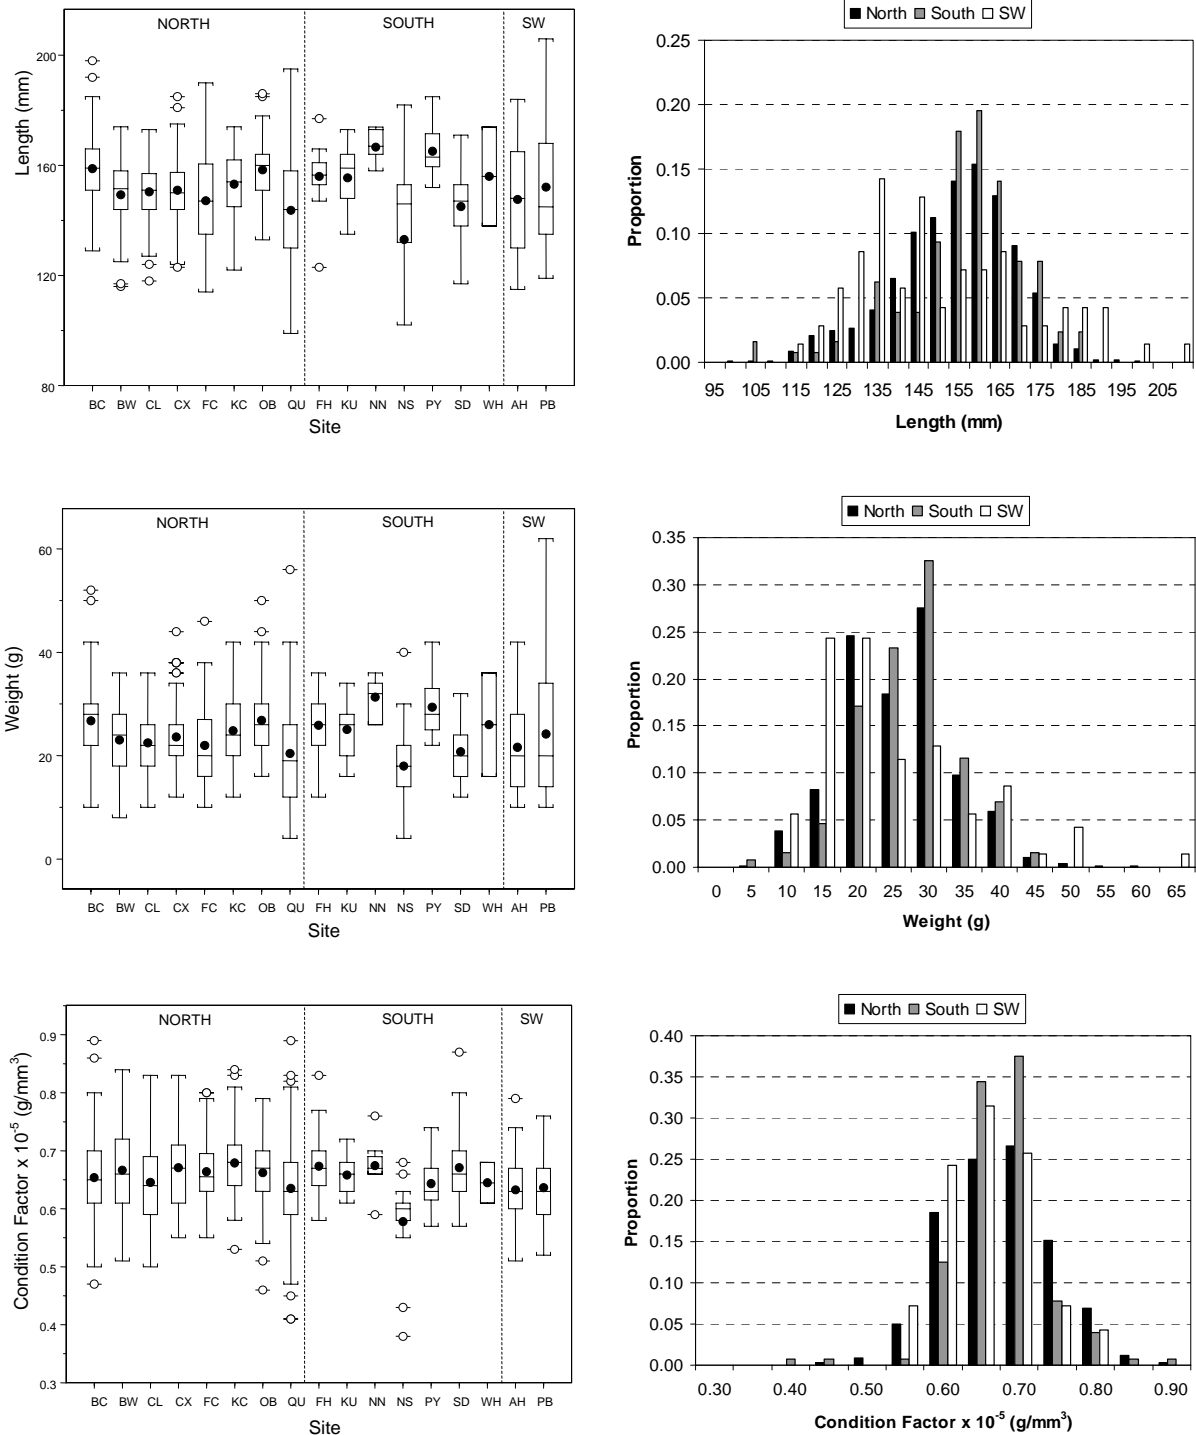 NORTH SOUTH SW
Length (mm)
200
160
120
80
BC BW CL CX FC KC OB QU FH KU NN NS PY SD WH AH PB
Site
North South SW
Proportion
0.25
0.20
0.15
0.10
0.05
0.00
95 105 115 125 135 145 155 165 175 185 195 205
Length (mm)
NORTH SOUTH SW
Weight (g)
60
40
20
0
BC BW CL CX FC KC OB QU FH KU NN NS PY SD WH AH PB
Site
North South SW
Proportion
0.35
0.30
0.25
0.20
0.15
0.10
0.05
0.00
0 5 10 15 20 25 30 35 40 45 50 55 60 65
Weight (g)
NORTH SOUTH SW
Condition Factor x 10⁻⁵ (g/mm³)
0.9
0.8
0.7
0.6
0.5
0.4
0.3
BC BW CL CX FC KC OB QU FH KU NN NS PY SD WH AH PB
Site
North South SW
Proportion
0.40
0.35
0.30
0.25
0.20
0.15
0.10
0.05
0.00
0.30 0.40 0.50 0.60 0.70 0.80 0.90
Condition Factor x 10⁻⁵ (g/mm³)